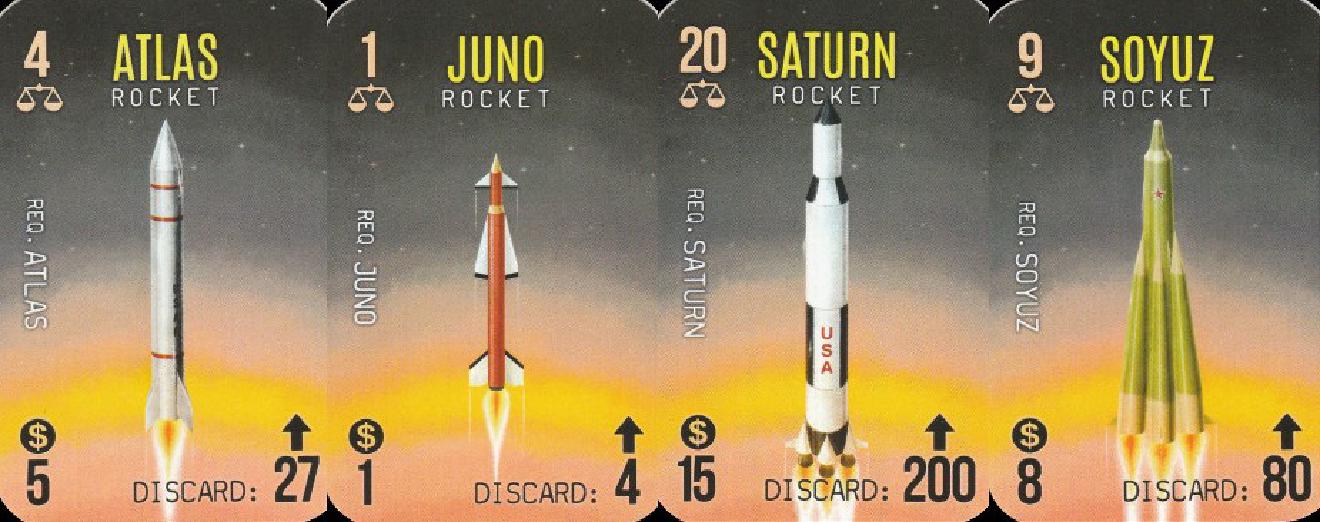 4
ATLAS
ROCKET
REQ. ATLAS
$
5
DISCARD: 27
1
JUNO
ROCKET
REQ. JUNO
$
1
DISCARD: 4
20
SATURN
ROCKET
REQ. SATURN
USA
$
15
DISCARD: 200
9
SOYUZ
ROCKET
REQ. SOYUZ
$
8
DISCARD: 80